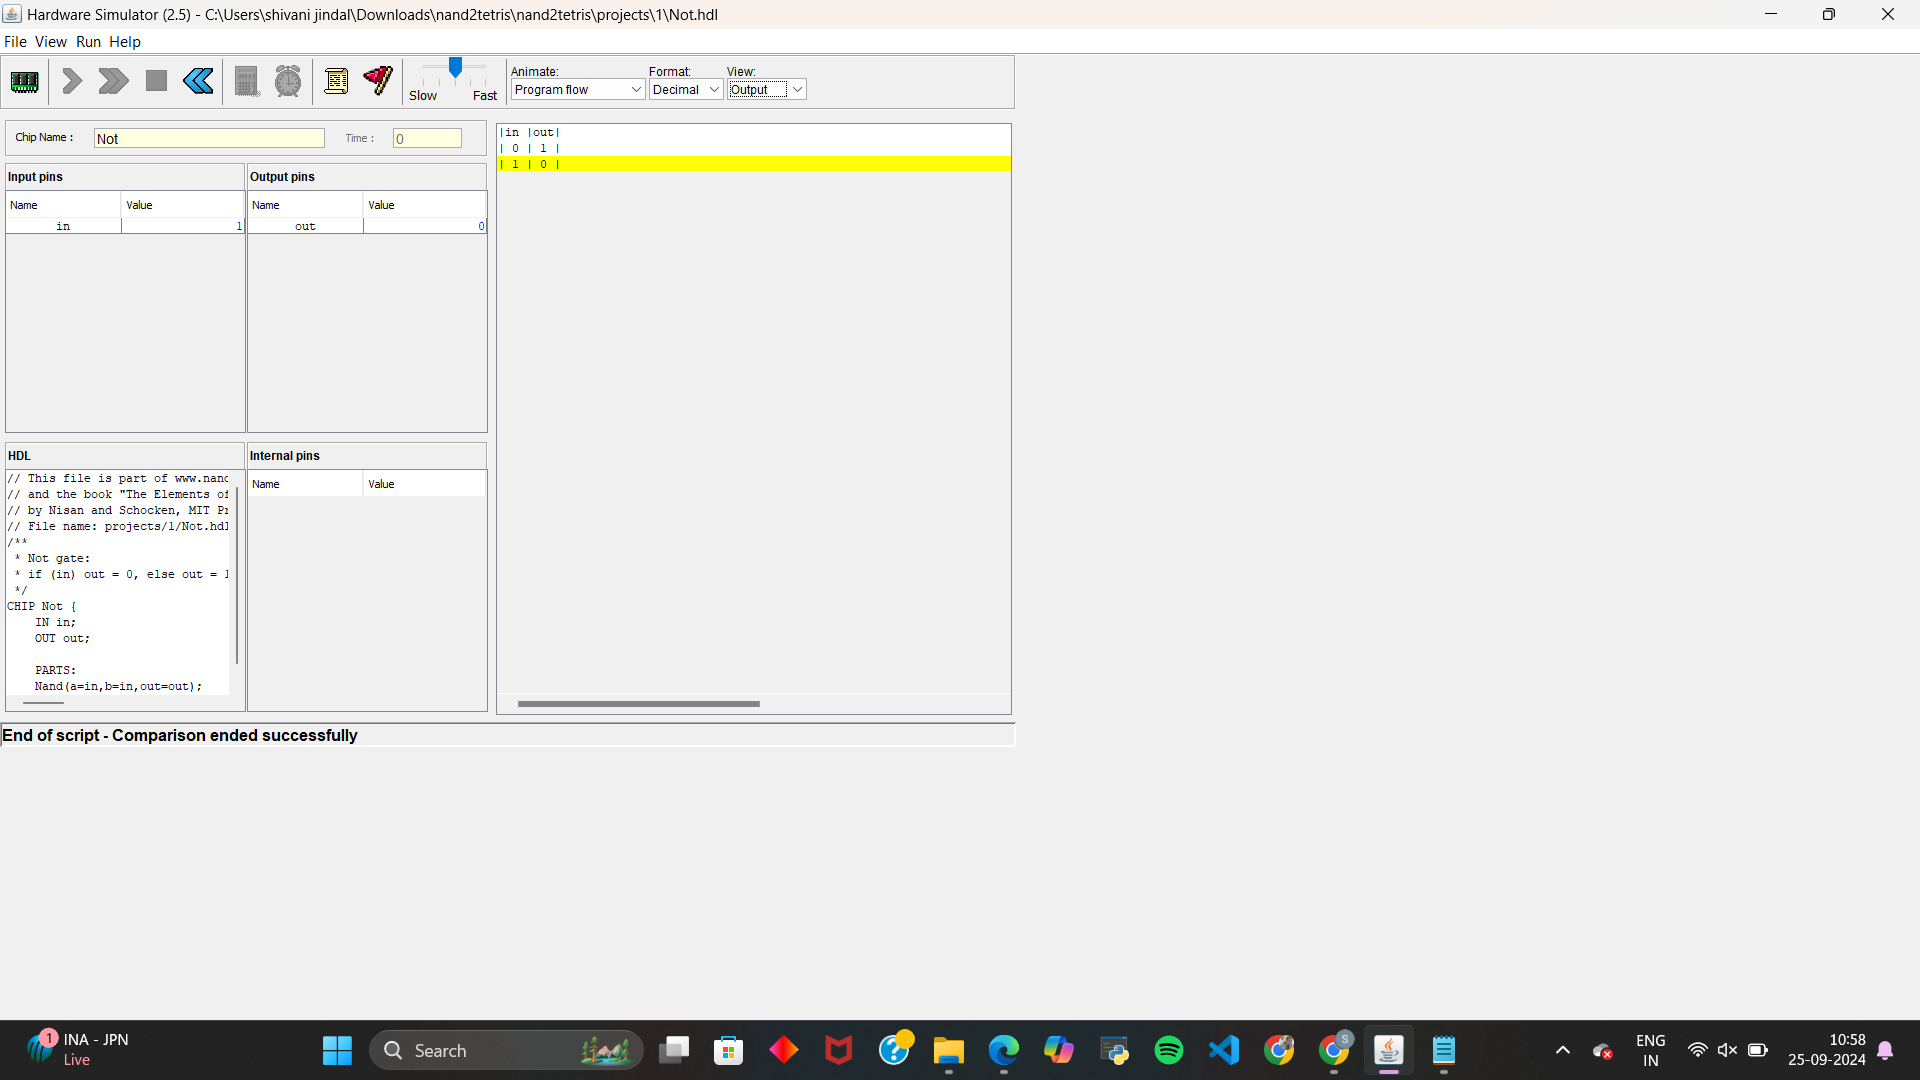 Hardware Simulator (2.5) - C:\Users\shivani jindal\Downloads\nand2tetris\nand2tetris\projects\1\Not.hdl
File View Run Help
Slow Fast
Animate: Format: View:
Program flow Decimal Output
Chip Name : Not Time : 0
Input pins
Name Value
in 1
Output pins
Name Value
out 0
|in |out|
| 0 | 1 |
| 1 | 0 |
HDL
// This file is part of www.nand
// and the book "The Elements of
// by Nisan and Schocken, MIT Pr
// File name: projects/1/Not.hdl
/**
* Not gate:
* if (in) out = 0, else out = 1
*/
CHIP Not {
IN in;
OUT out;
PARTS:
Nand(a=in,b=in,out=out);
Internal pins
Name Value
End of script - Comparison ended successfully
1
INA - JPN
Live
Search
S
ENG
IN
10:58
25-09-2024